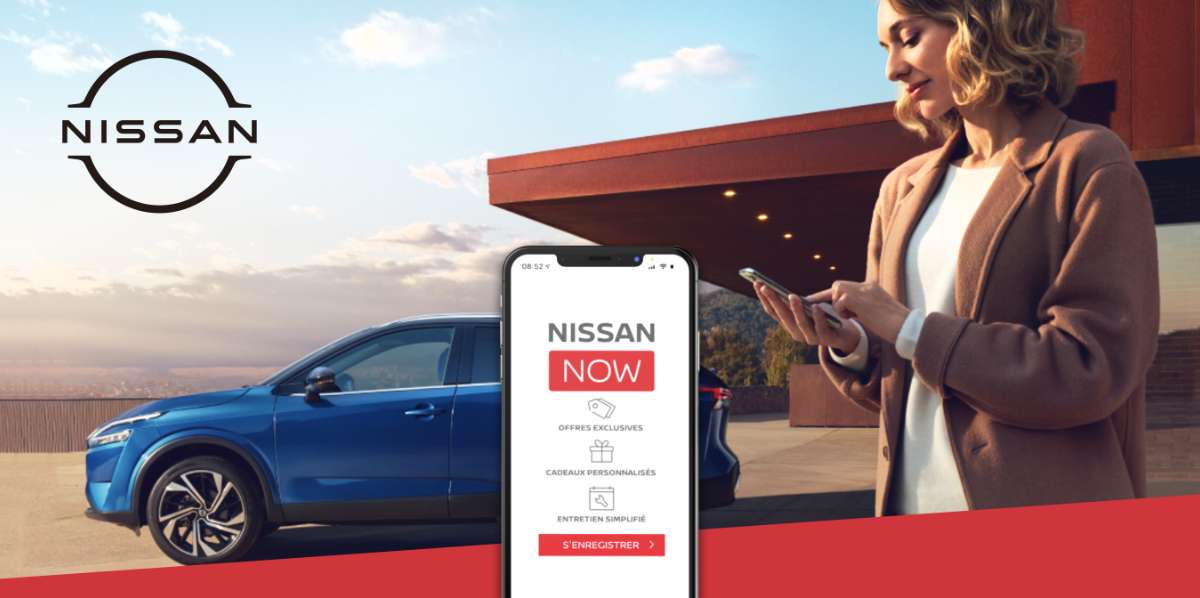 NISSAN
08:52
NISSAN
NOW
OFFRES EXCLUSIVES
CADEAUX PERSONNALISÉS
ENTRETIEN SIMPLIFIÉ
S'ENREGISTRER